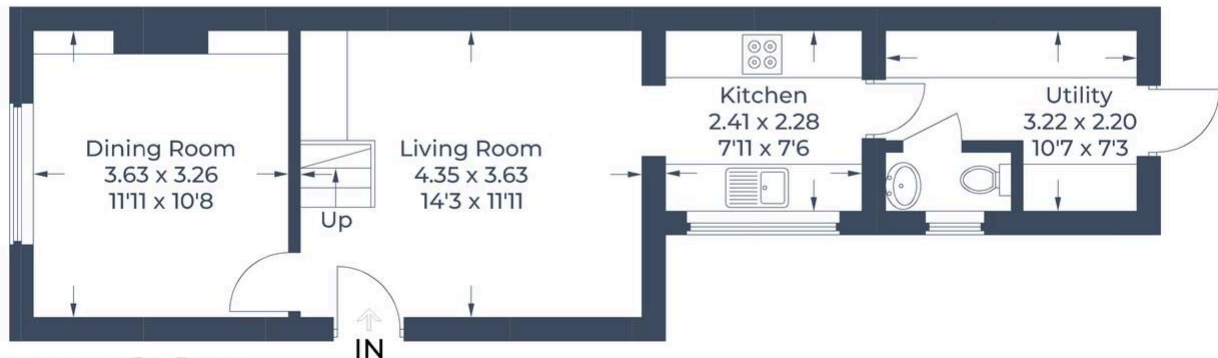 Dining Room
3.63 x 3.26
11'11 x 10'8
Up
Living Room
4.35 x 3.63
14'3 x 11'11
IN
Kitchen
2.41 x 2.28
7'11 x 7'6
Utility
3.22 x 2.20
10'7 x 7'3